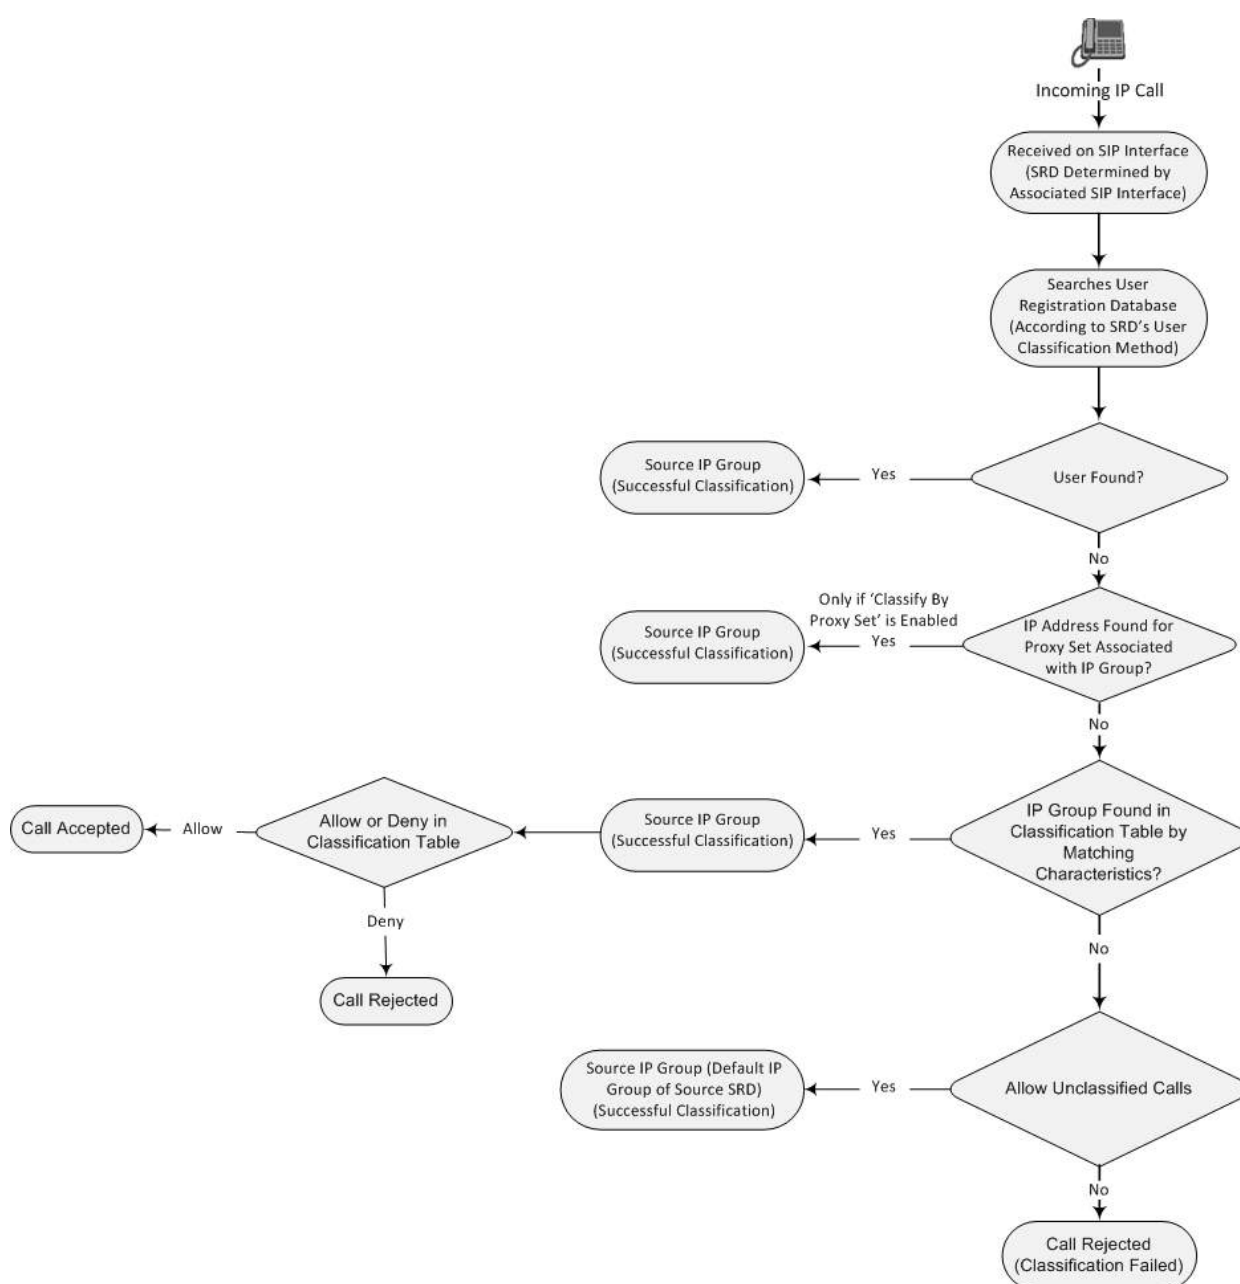 Incoming IP Call
Received on SIP Interface
(SRD Determined by
Associated SIP Interface)
Searches User
Registration Database
(According to SRD's User
Classification Method)
User Found?
Yes
Source IP Group
(Successful Classification)
No
IP Address Found for
Proxy Set Associated
with IP Group?
Only if ‘Classify By
Proxy Set’ is Enabled
Yes
Source IP Group
(Successful Classification)
No
IP Group Found in
Classification Table by
Matching
Characteristics?
Yes
Source IP Group
(Successful Classification)
Allow or Deny in
Classification Table
Allow
Call Accepted
Deny
Call Rejected
No
Allow Unclassified Calls
Yes
Source IP Group (Default IP
Group of Source SRD)
(Successful Classification)
No
Call Rejected
(Classification Failed)